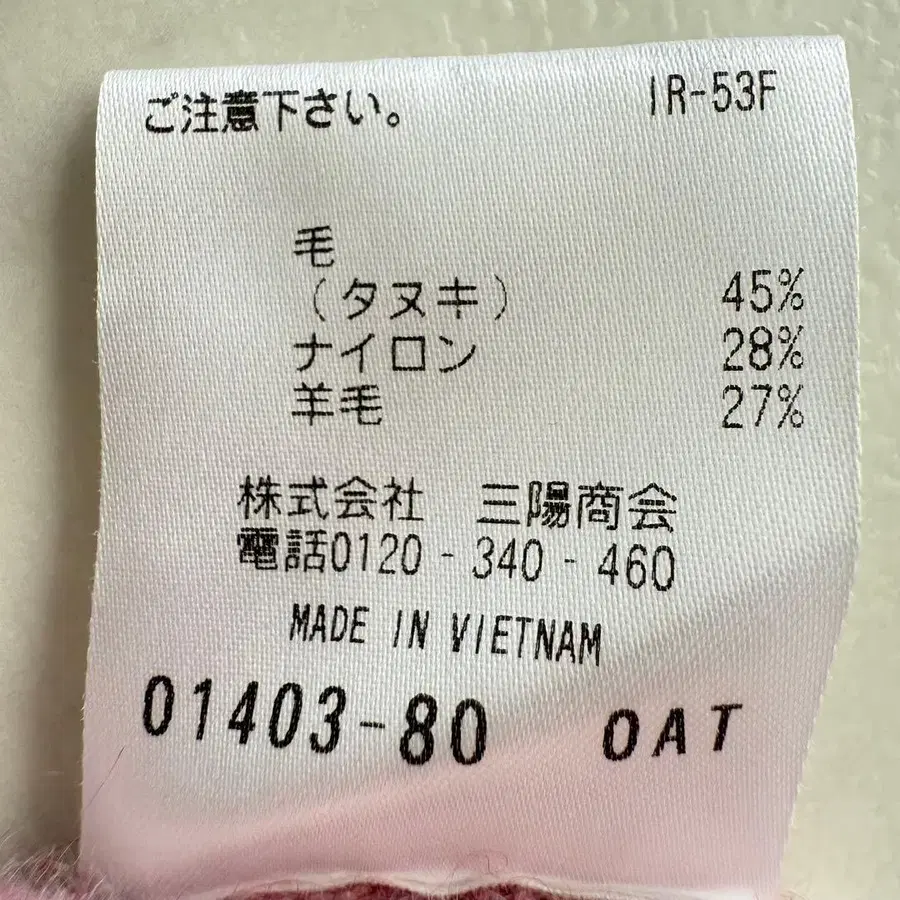 ご注意下さい。 IR-53F
毛
(タヌキ) 45%
ナイロン 28%
羊毛 27%
株式会社 三陽商会
電話0120-340-460
MADE IN VIETNAM
01403-80 OAT